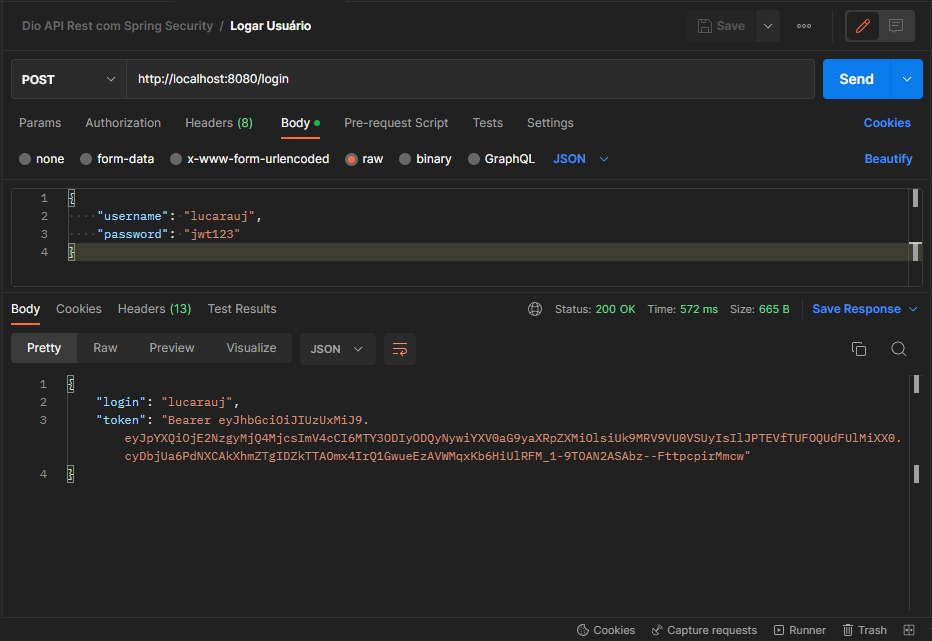 Dio API Rest com Spring Security / Logar Usuário
Save
POST http://localhost:8080/login Send
Params Authorization Headers (8) Body Pre-request Script Tests Settings Cookies
none form-data x-www-form-urlencoded raw binary GraphQL JSON Beautify
1 {
2 "username": "lucarauj",
3 "password": "jwt123"
4 }
Body Cookies Headers (13) Test Results Status: 200 OK Time: 572 ms Size: 665 B Save Response
Pretty Raw Preview Visualize JSON
1 {
2 "login": "lucarauj",
3 "token": "Bearer eyJhbGciOiJIUzUxMiJ9.
eyJpYXQiOjE2NzgyMjQ4MjcsImV4cCI6MTY3ODIyODQyNywiYXV0aG9yaXRpZXMiOlsiUk9MRV9VU0VSUyIsIlJPTEVfTUFOQUdFUlMiXX0.
cyDbjUa6PdNXCAkXhmZTgIDZkTTAOmx4IrQ1GwueEzAVWMqxKb6HiUlRFM_1-9TOAN2ASAbz--FttpcpirMmcw"
4 }
Cookies Capture requests Runner Trash